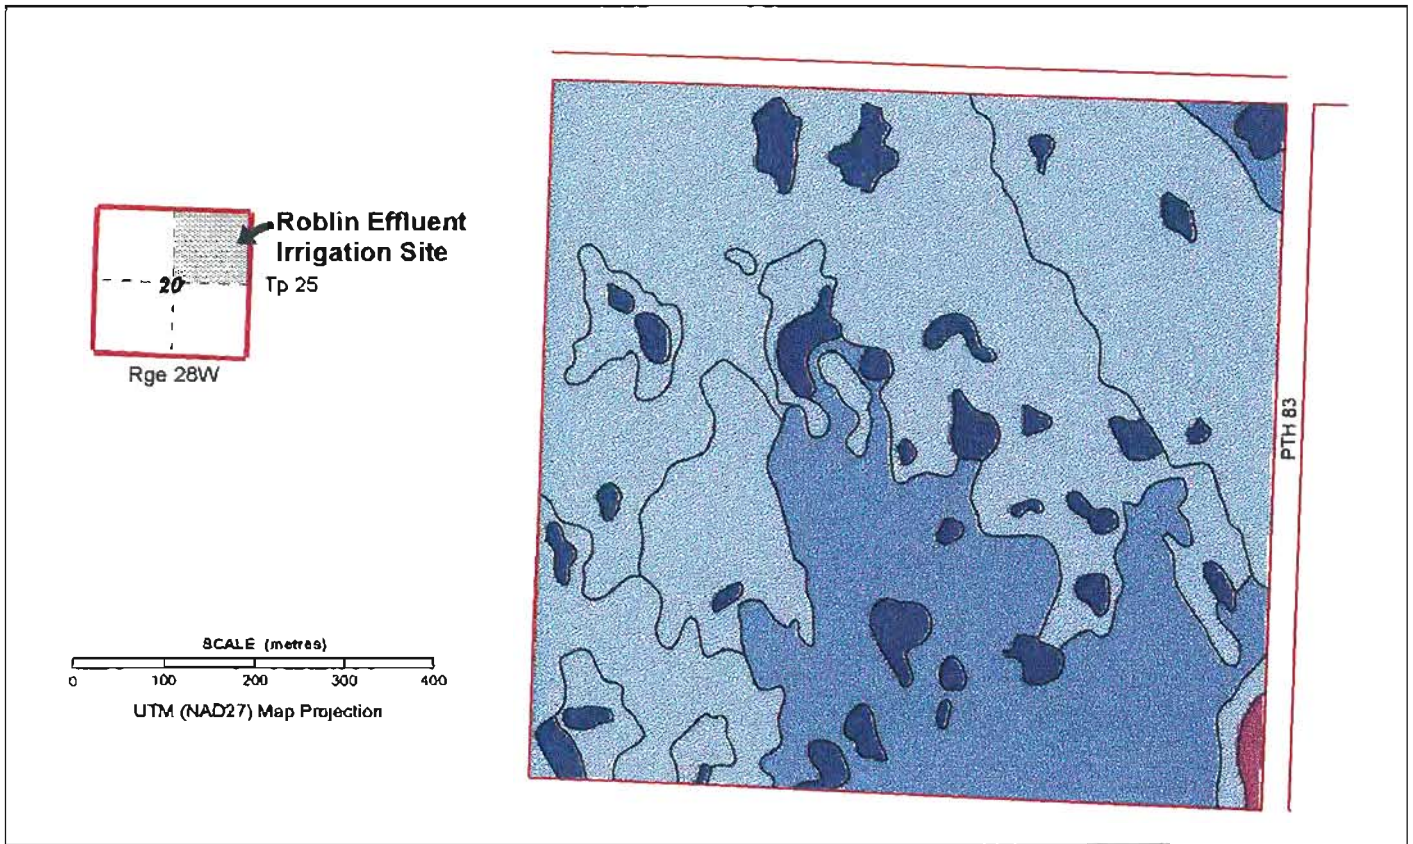 Roblin Effluent
Irrigation Site
20
Tp 25
Rge 28W
PTH 83
SCALE (metres)
0 100 200 300 400
UTM (NAD27) Map Projection